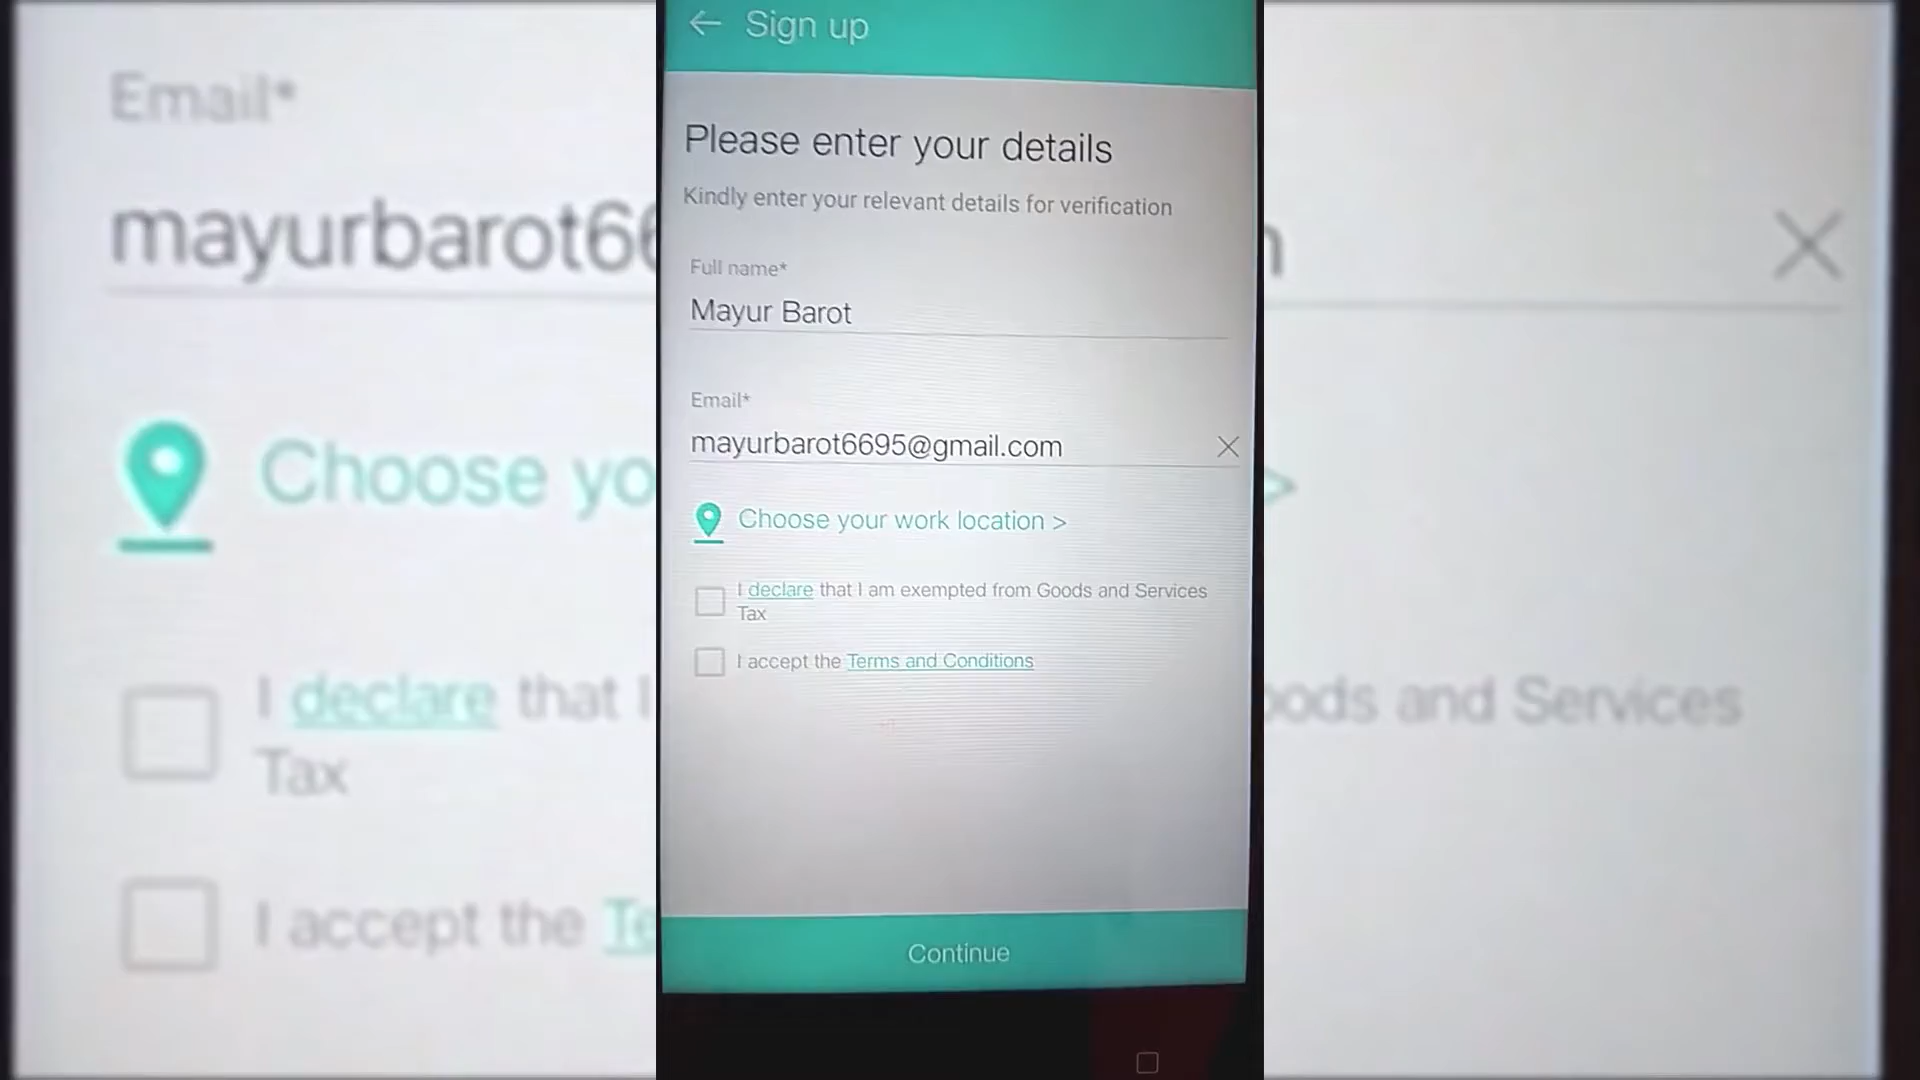 Sign up
Please enter your details
Kindly enter your relevant details for verification
Full name*
Mayur Barot
Email*
mayurbarot6695@gmail.com
Choose your work location >
I declare that I am exempted from Goods and Services
Tax
I accept the Terms and Conditions
Continue
Email*
mayurbarot66
Choose yo
>
I declare that I
oods and Services
Tax
I accept the Te